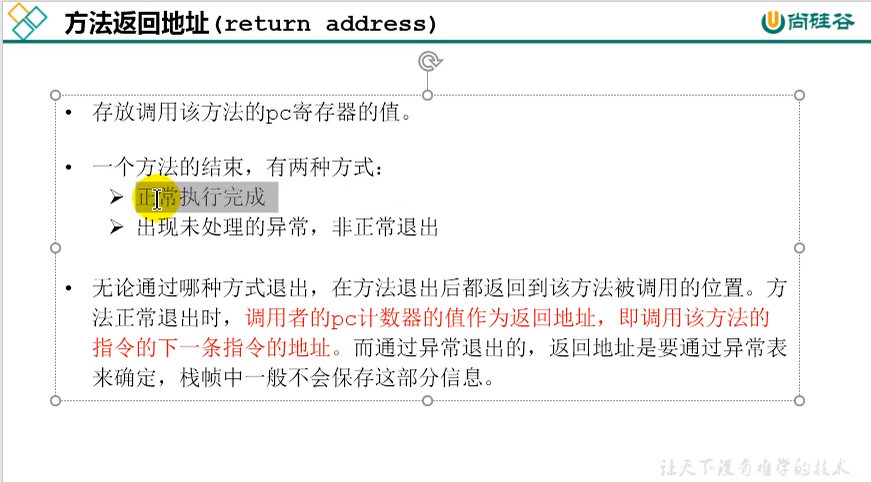 方法返回地址(return address)
尚硅谷
• 存放调用该方法的pc寄存器的值。
• 一个方法的结束，有两种方式：
➢ 正常执行完成
➢ 出现未处理的异常，非正常退出
• 无论通过哪种方式退出，在方法退出后都返回到该方法被调用的位置。方
法正常退出时，调用者的pc计数器的值作为返回地址，即调用该方法的
指令的下一条指令的地址。而通过异常退出的，返回地址是要通过异常表
来确定，栈帧中一般不会保存这部分信息。
让天下没有难学的技术